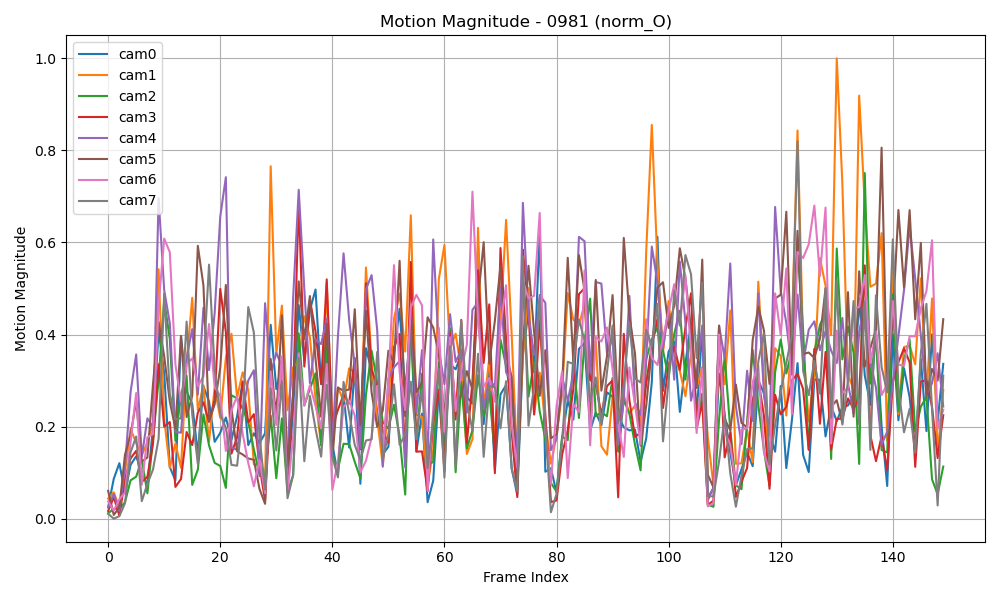 Motion Magnitude - 0981 (norm_O)
cam0
cam1
cam2
cam3
cam4
cam5
cam6
cam7
Motion Magnitude
1.0
0.8
0.6
0.4
0.2
0.0
0 20 40 60 80 100 120 140
Frame Index